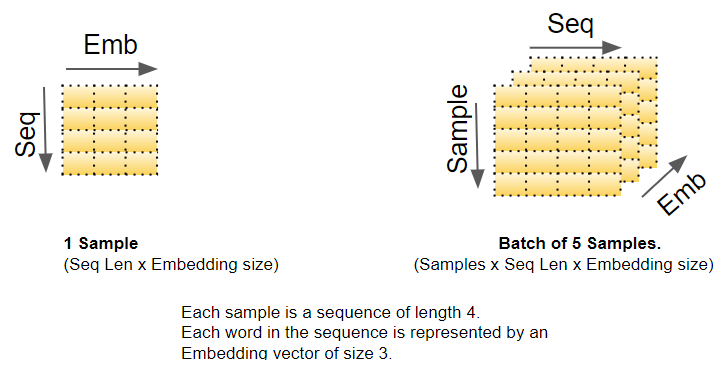 Emb
Seq
Seq
Sample
Emb
1 Sample
(Seq Len x Embedding size)
Batch of 5 Samples.
(Samples x Seq Len x Embedding size)
Each sample is a sequence of length 4.
Each word in the sequence is represented by an
Embedding vector of size 3.